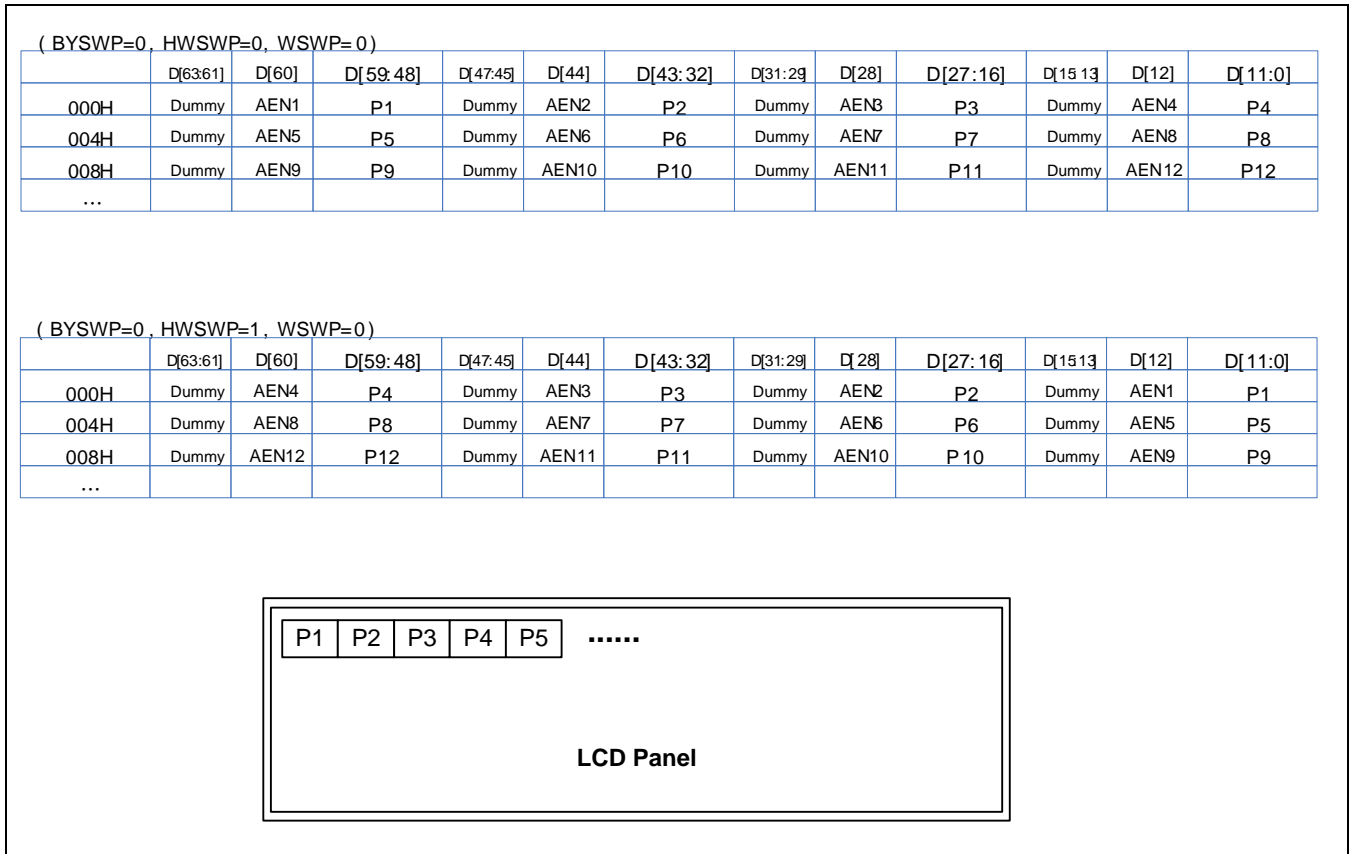 ( BYSWP=0, HWSWP=0, WSWP= 0)
D[63:61] D[60] D[59:48] D[47:45] D[44] D[43:32] D[31:29] D[28] D[27:16] D[15:13] D[12] D[11:0]
000H Dummy AEN1 P1 Dummy AEN2 P2 Dummy AEN3 P3 Dummy AEN4 P4
004H Dummy AEN5 P5 Dummy AEN6 P6 Dummy AEN7 P7 Dummy AEN8 P8
008H Dummy AEN9 P9 Dummy AEN10 P10 Dummy AEN11 P11 Dummy AEN12 P12
...
( BYSWP=0, HWSWP=1, WSWP=0)
D[63:61] D[60] D[59:48] D[47:45] D[44] D[43:32] D[31:29] D[28] D[27:16] D[15:13] D[12] D[11:0]
000H Dummy AEN4 P4 Dummy AEN3 P3 Dummy AEN2 P2 Dummy AEN1 P1
004H Dummy AEN8 P8 Dummy AEN7 P7 Dummy AEN6 P6 Dummy AEN5 P5
008H Dummy AEN12 P12 Dummy AEN11 P11 Dummy AEN10 P10 Dummy AEN9 P9
...
P1 P2 P3 P4 P5 ......
LCD Panel